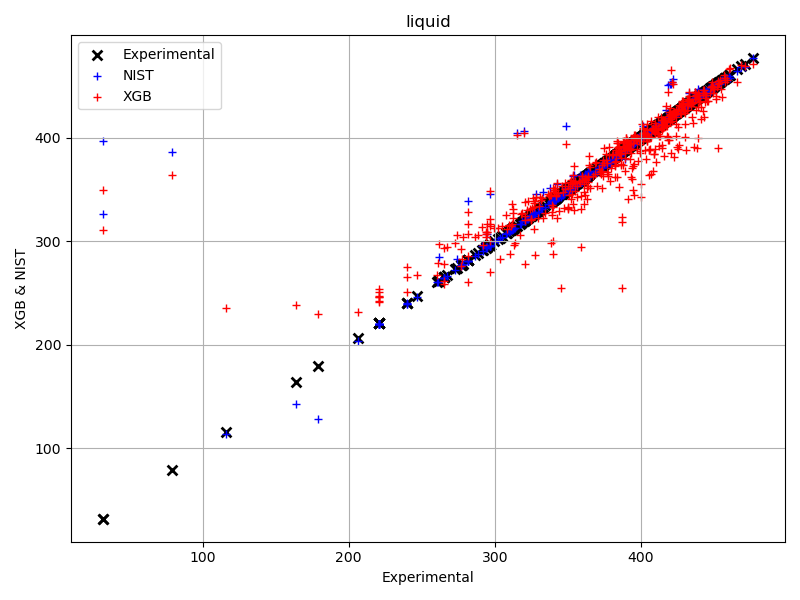 liquid
Experimental
NIST
XGB
XGB & NIST
400
300
200
100
100 200 300 400
Experimental